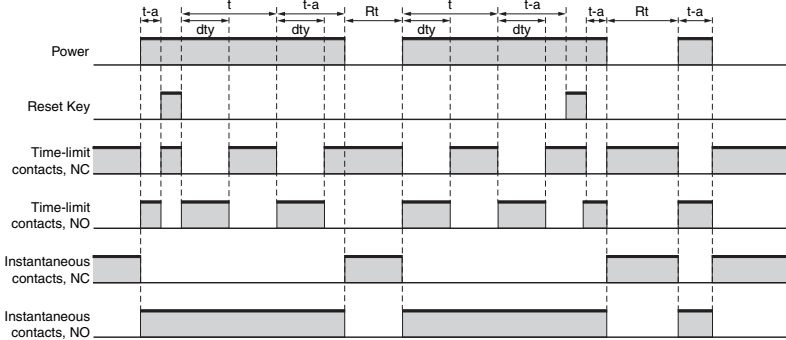 t-a t t-a Rt t t-a t-a Rt t-a
dty dty dty dty
Power
Reset Key
Time-limit
contacts, NC
Time-limit
contacts, NO
Instantaneous
contacts, NC
Instantaneous
contacts, NO